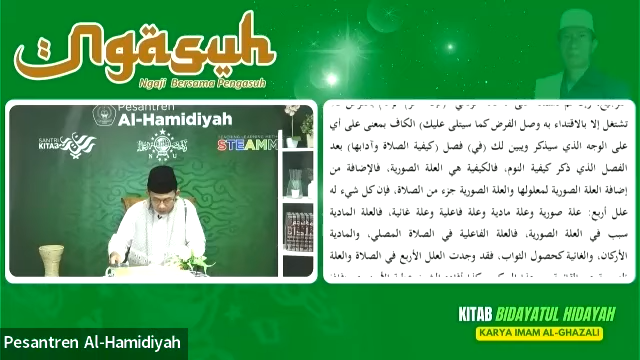 Ngasuh
Ngaji Bersama Pengasuh
Pesantren
Al-Hamidiyah
SANTRI
KITAB
NU
STEAMM
تشتغل إلا بالاقتداء به وصل الفرض كما سيتلى عليك) الكاف بمعنى على أي
على الوجه الذي سيذكر ويبين لك (في) فصل (كيفية الصلاة وآدابها) بعد
الفصل الذي ذكر كيفية النوم، فالكيفية هي العلة الصورية، فالإضافة من
إضافة العلة الصورية لمعلولها والعلة الصورية جزء من الصلاة، فإن كل شيء له
علل أربع: علة صورية وعلة مادية وعلة فاعلية وعلة غائية، فالعلة المادية
سبب في العلة الصورية، فالعلة الفاعلية في الصلاة المصلي، والمادية
الأركان، والغائية كحصول الثواب، فقد وجدت العلل الأربع في الصلاة والعلة
KITAB BIDAYATUL HIDAYAH
KARYA IMAM AL-GHAZALI
Pesantren Al-Hamidiyah